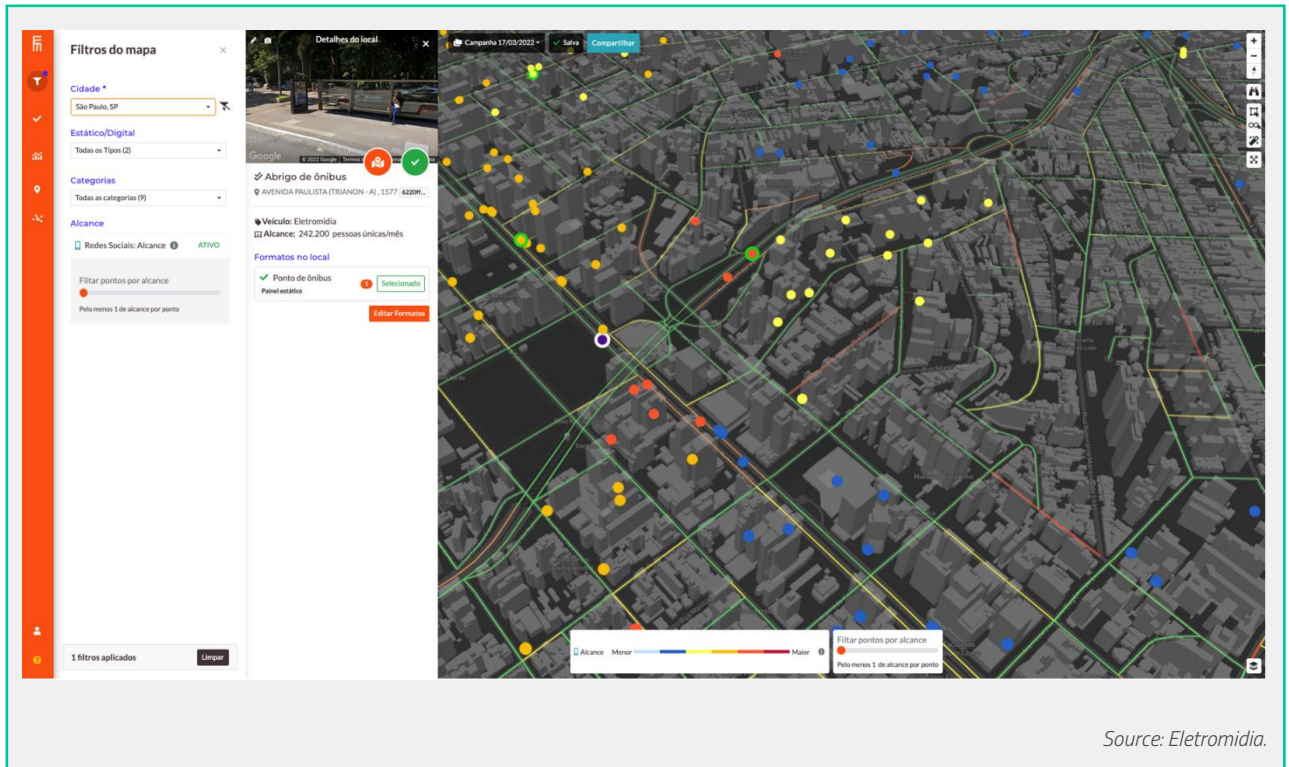 Filtros do mapa
Cidade *
São Paulo, SP
Estático/Digital
Todas os Tipos (2)
Categorias
Todas as categorias (9)
Alcance
Redes Sociais: Alcance
ATIVO
Filtar pontos por alcance
Pelo menos 1 de alcance por ponto
1 filtros aplicados
Limpar
Detalhes do local
Google
© 2022 Google
Abrigo de ônibus
AVENIDA PAULISTA (TRIANON - A) , 1577
6220ff...
Veículo: Eletromidia
Alcance: 242.200 pessoas únicas/mês
Formatos no local
Ponto de ônibus
Painel estático
1
Selecionado
Editar Formatos
Campanha 17/03/2022
Salva
Compartilhar
Alcance
Menor
Maior
Filtar pontos por alcance
Pelo menos 1 de alcance por ponto
Source: Eletromidia.